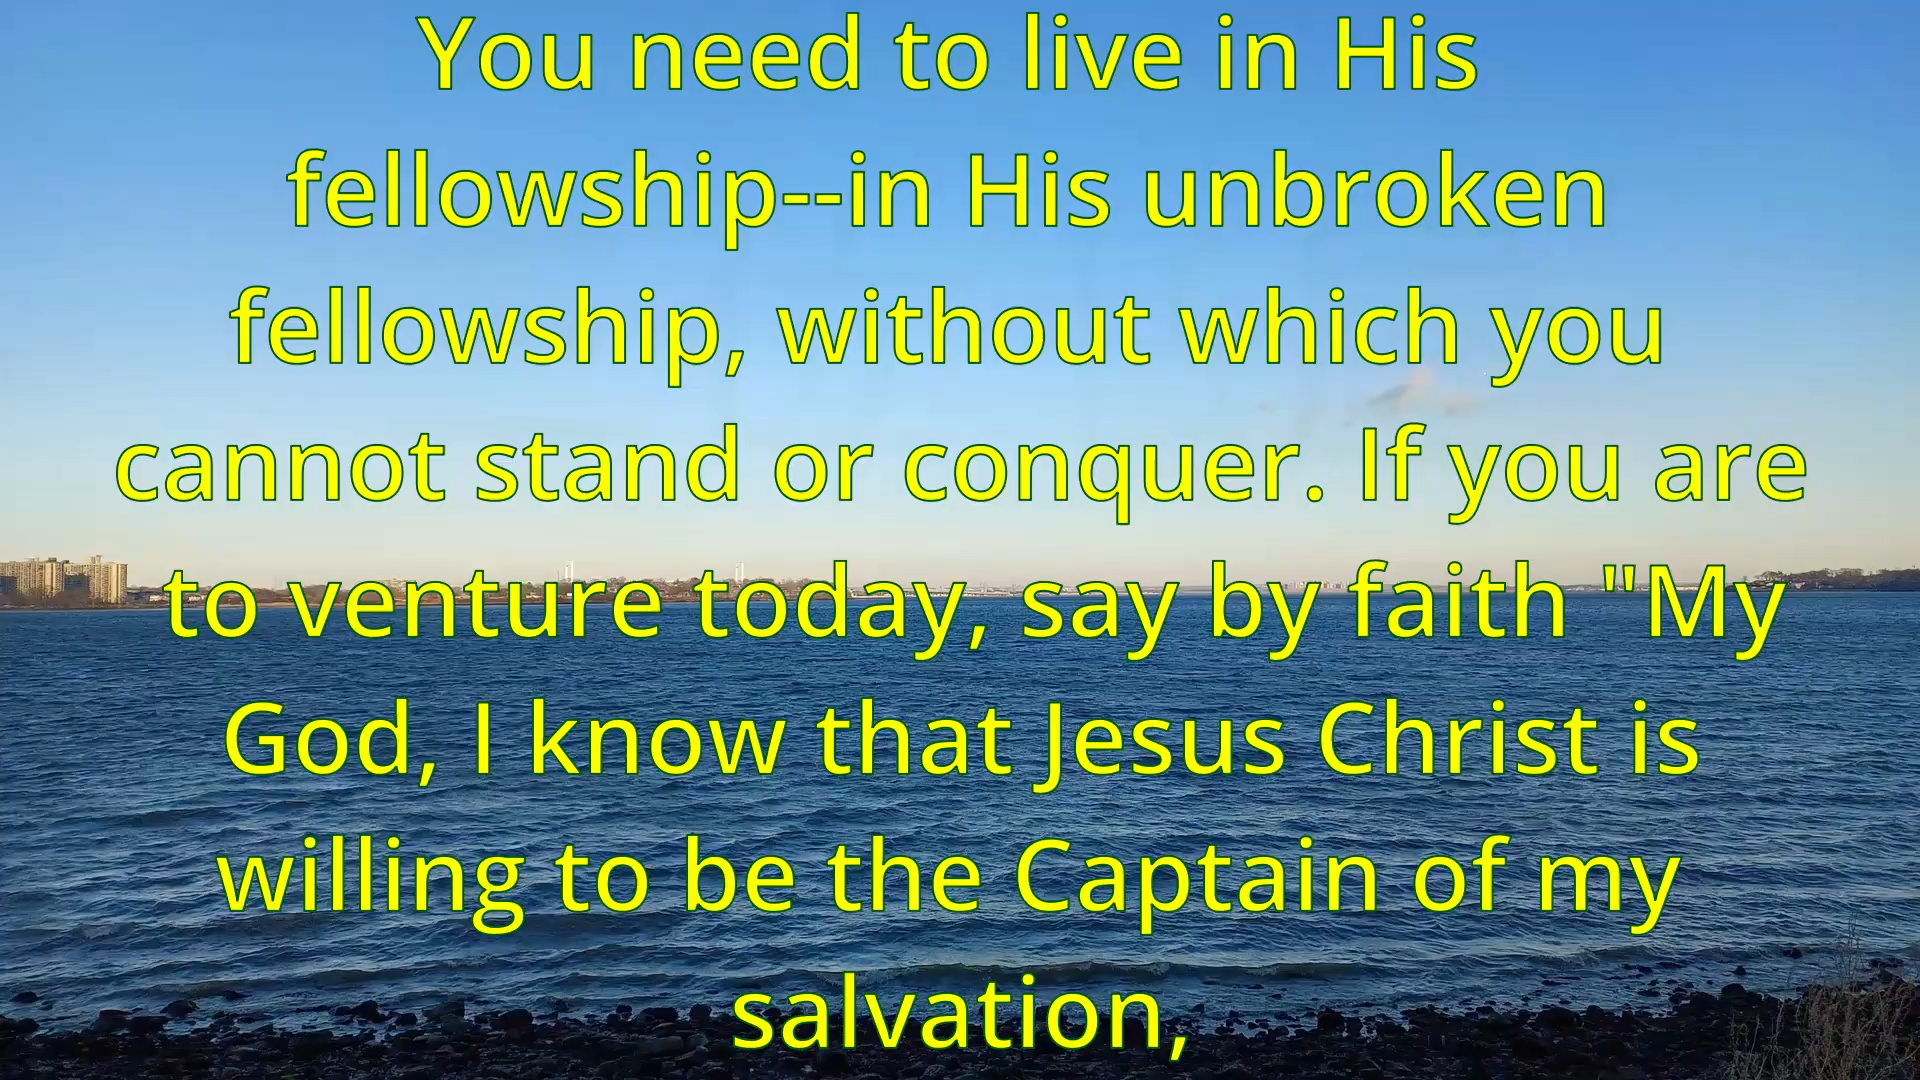 You need to live in His
fellowship--in His unbroken
fellowship, without which you
cannot stand or conquer. If you are
to venture today, say by faith "My
God, I know that Jesus Christ is
willing to be the Captain of my
salvation,